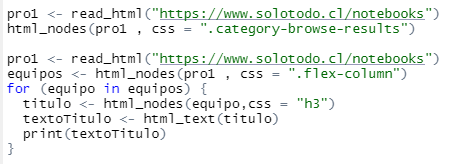 pro1 <- read_html("https://www.solotodo.cl/notebooks")
html_nodes(pro1 , css = ".category-browse-results")
pro1 <- read_html("https://www.solotodo.cl/notebooks")
equipos <- html_nodes(pro1 , css = ".flex-column")
for (equipo in equipos) {
  titulo <- html_nodes(equipo,css = "h3")
  textoTitulo <- html_text(titulo)
  print(textoTitulo)
}